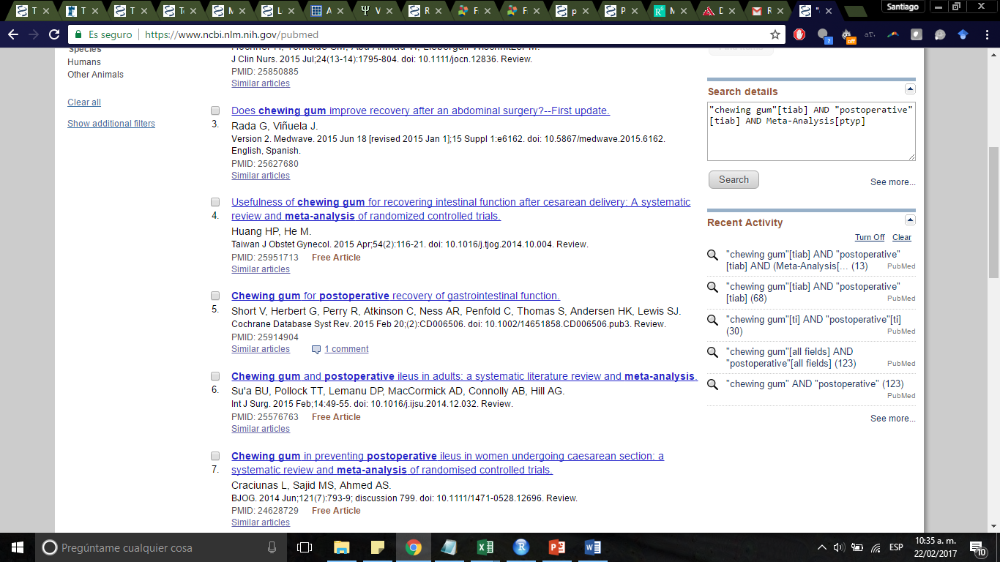 Santiago
Es seguro
https://www.ncbi.nlm.nih.gov/pubmed
off
Species
Humans
Other Animals
Clear all
Show additional filters
J Clin Nurs. 2015 Jul;24(13-14):1795-804. doi: 10.1111/jocn.12836. Review.
PMID: 25850885
Similar articles
Does chewing gum improve recovery after an abdominal surgery?--First update.
3.
Rada G, Viñuela J.
Version 2. Medwave. 2015 Jun 18 [revised 2015 Jan 1];15 Suppl 1:e6162. doi: 10.5867/medwave.2015.6162.
English, Spanish.
PMID: 25627680
Similar articles
Usefulness of chewing gum for recovering intestinal function after cesarean delivery: A systematic
4.
review and meta-analysis of randomized controlled trials.
Huang HP, He M.
Taiwan J Obstet Gynecol. 2015 Apr;54(2):116-21. doi: 10.1016/j.tjog.2014.10.004. Review.
PMID: 25951713 Free Article
Similar articles
Chewing gum for postoperative recovery of gastrointestinal function.
5.
Short V, Herbert G, Perry R, Atkinson C, Ness AR, Penfold C, Thomas S, Andersen HK, Lewis SJ.
Cochrane Database Syst Rev. 2015 Feb 20;(2):CD006506. doi: 10.1002/14651858.CD006506.pub3. Review.
PMID: 25914904
Similar articles 1 comment
Chewing gum and postoperative ileus in adults: a systematic literature review and meta-analysis.
6.
Su'a BU, Pollock TT, Lemanu DP, MacCormick AD, Connolly AB, Hill AG.
Int J Surg. 2015 Feb;14:49-55. doi: 10.1016/j.ijsu.2014.12.032. Review.
PMID: 25576763 Free Article
Similar articles
Chewing gum in preventing postoperative ileus in women undergoing caesarean section: a
7.
systematic review and meta-analysis of randomised controlled trials.
Craciunas L, Sajid MS, Ahmed AS.
BJOG. 2014 Jun;121(7):793-9; discussion 799. doi: 10.1111/1471-0528.12696. Review.
PMID: 24628729 Free Article
Similar articles
Search details
"chewing gum"[tiab] AND "postoperative"
[tiab] AND Meta-Analysis[ptyp]
Search
See more...
Recent Activity
Turn Off Clear
"chewing gum"[tiab] AND "postoperative"
[tiab] AND (Meta-Analysis[... (13) PubMed
"chewing gum"[tiab] AND "postoperative"
[tiab] (68) PubMed
"chewing gum"[ti] AND "postoperative"[ti]
(30) PubMed
"chewing gum"[all fields] AND
"postoperative"[all fields] (123) PubMed
"chewing gum" AND "postoperative" (123)
PubMed
See more...
Pregúntame cualquier cosa
ESP
10:35 a. m.
22/02/2017
10